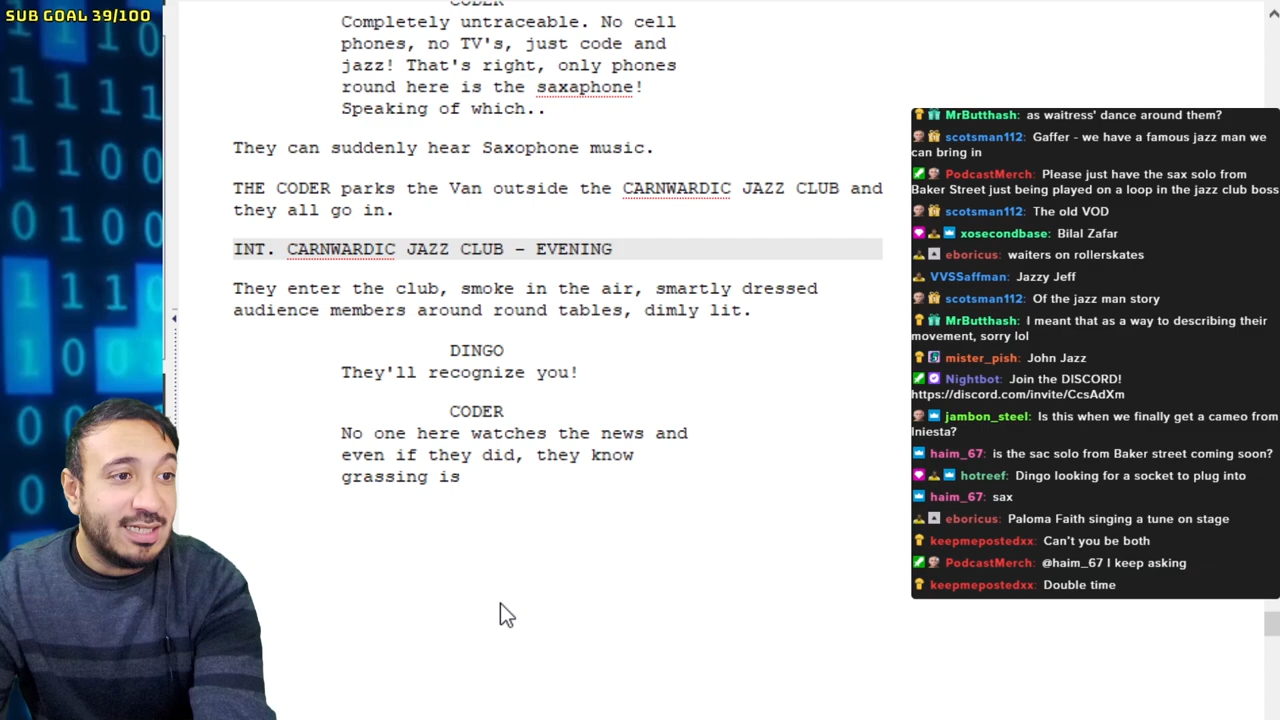 SUB GOAL 39/100
CODER
Completely untraceable. No cell
phones, no TV's, just code and
jazz! That's right, only phones
round here is the saxaphone!
Speaking of which..
They can suddenly hear Saxophone music.
THE CODER parks the Van outside the CARNWARDIC JAZZ CLUB and
they all go in.
INT. CARNWARDIC JAZZ CLUB - EVENING
They enter the club, smoke in the air, smartly dressed
audience members around round tables, dimly lit.
DINGO
They'll recognize you!
CODER
No one here watches the news and
even if they did, they know
grassing is
MrButthash: as waitress' dance around them?
scotsman112: Gaffer - we have a famous jazz man we
can bring in
PodcastMerch: Please just have the sax solo from
Baker Street just being played on a loop in the jazz club boss
scotsman112: The old VOD
xosecondbase: Bilal Zafar
eboricus: waiters on rollerskates
VVSSaffman: Jazzy Jeff
scotsman112: Of the jazz man story
MrButthash: I meant that as a way to describing their
movement, sorry lol
mister_pish: John Jazz
Nightbot: Join the DISCORD!
https://discord.com/invite/CcsAdXm
jambon_steel: Is this when we finally get a cameo from
Iniesta?
haim_67: is the sac solo from Baker street coming soon?
hotreef: Dingo looking for a socket to plug into
haim_67: sax
eboricus: Paloma Faith singing a tune on stage
keepmepostedxx: Can't you be both
PodcastMerch: @haim_67 I keep asking
keepmepostedxx: Double time